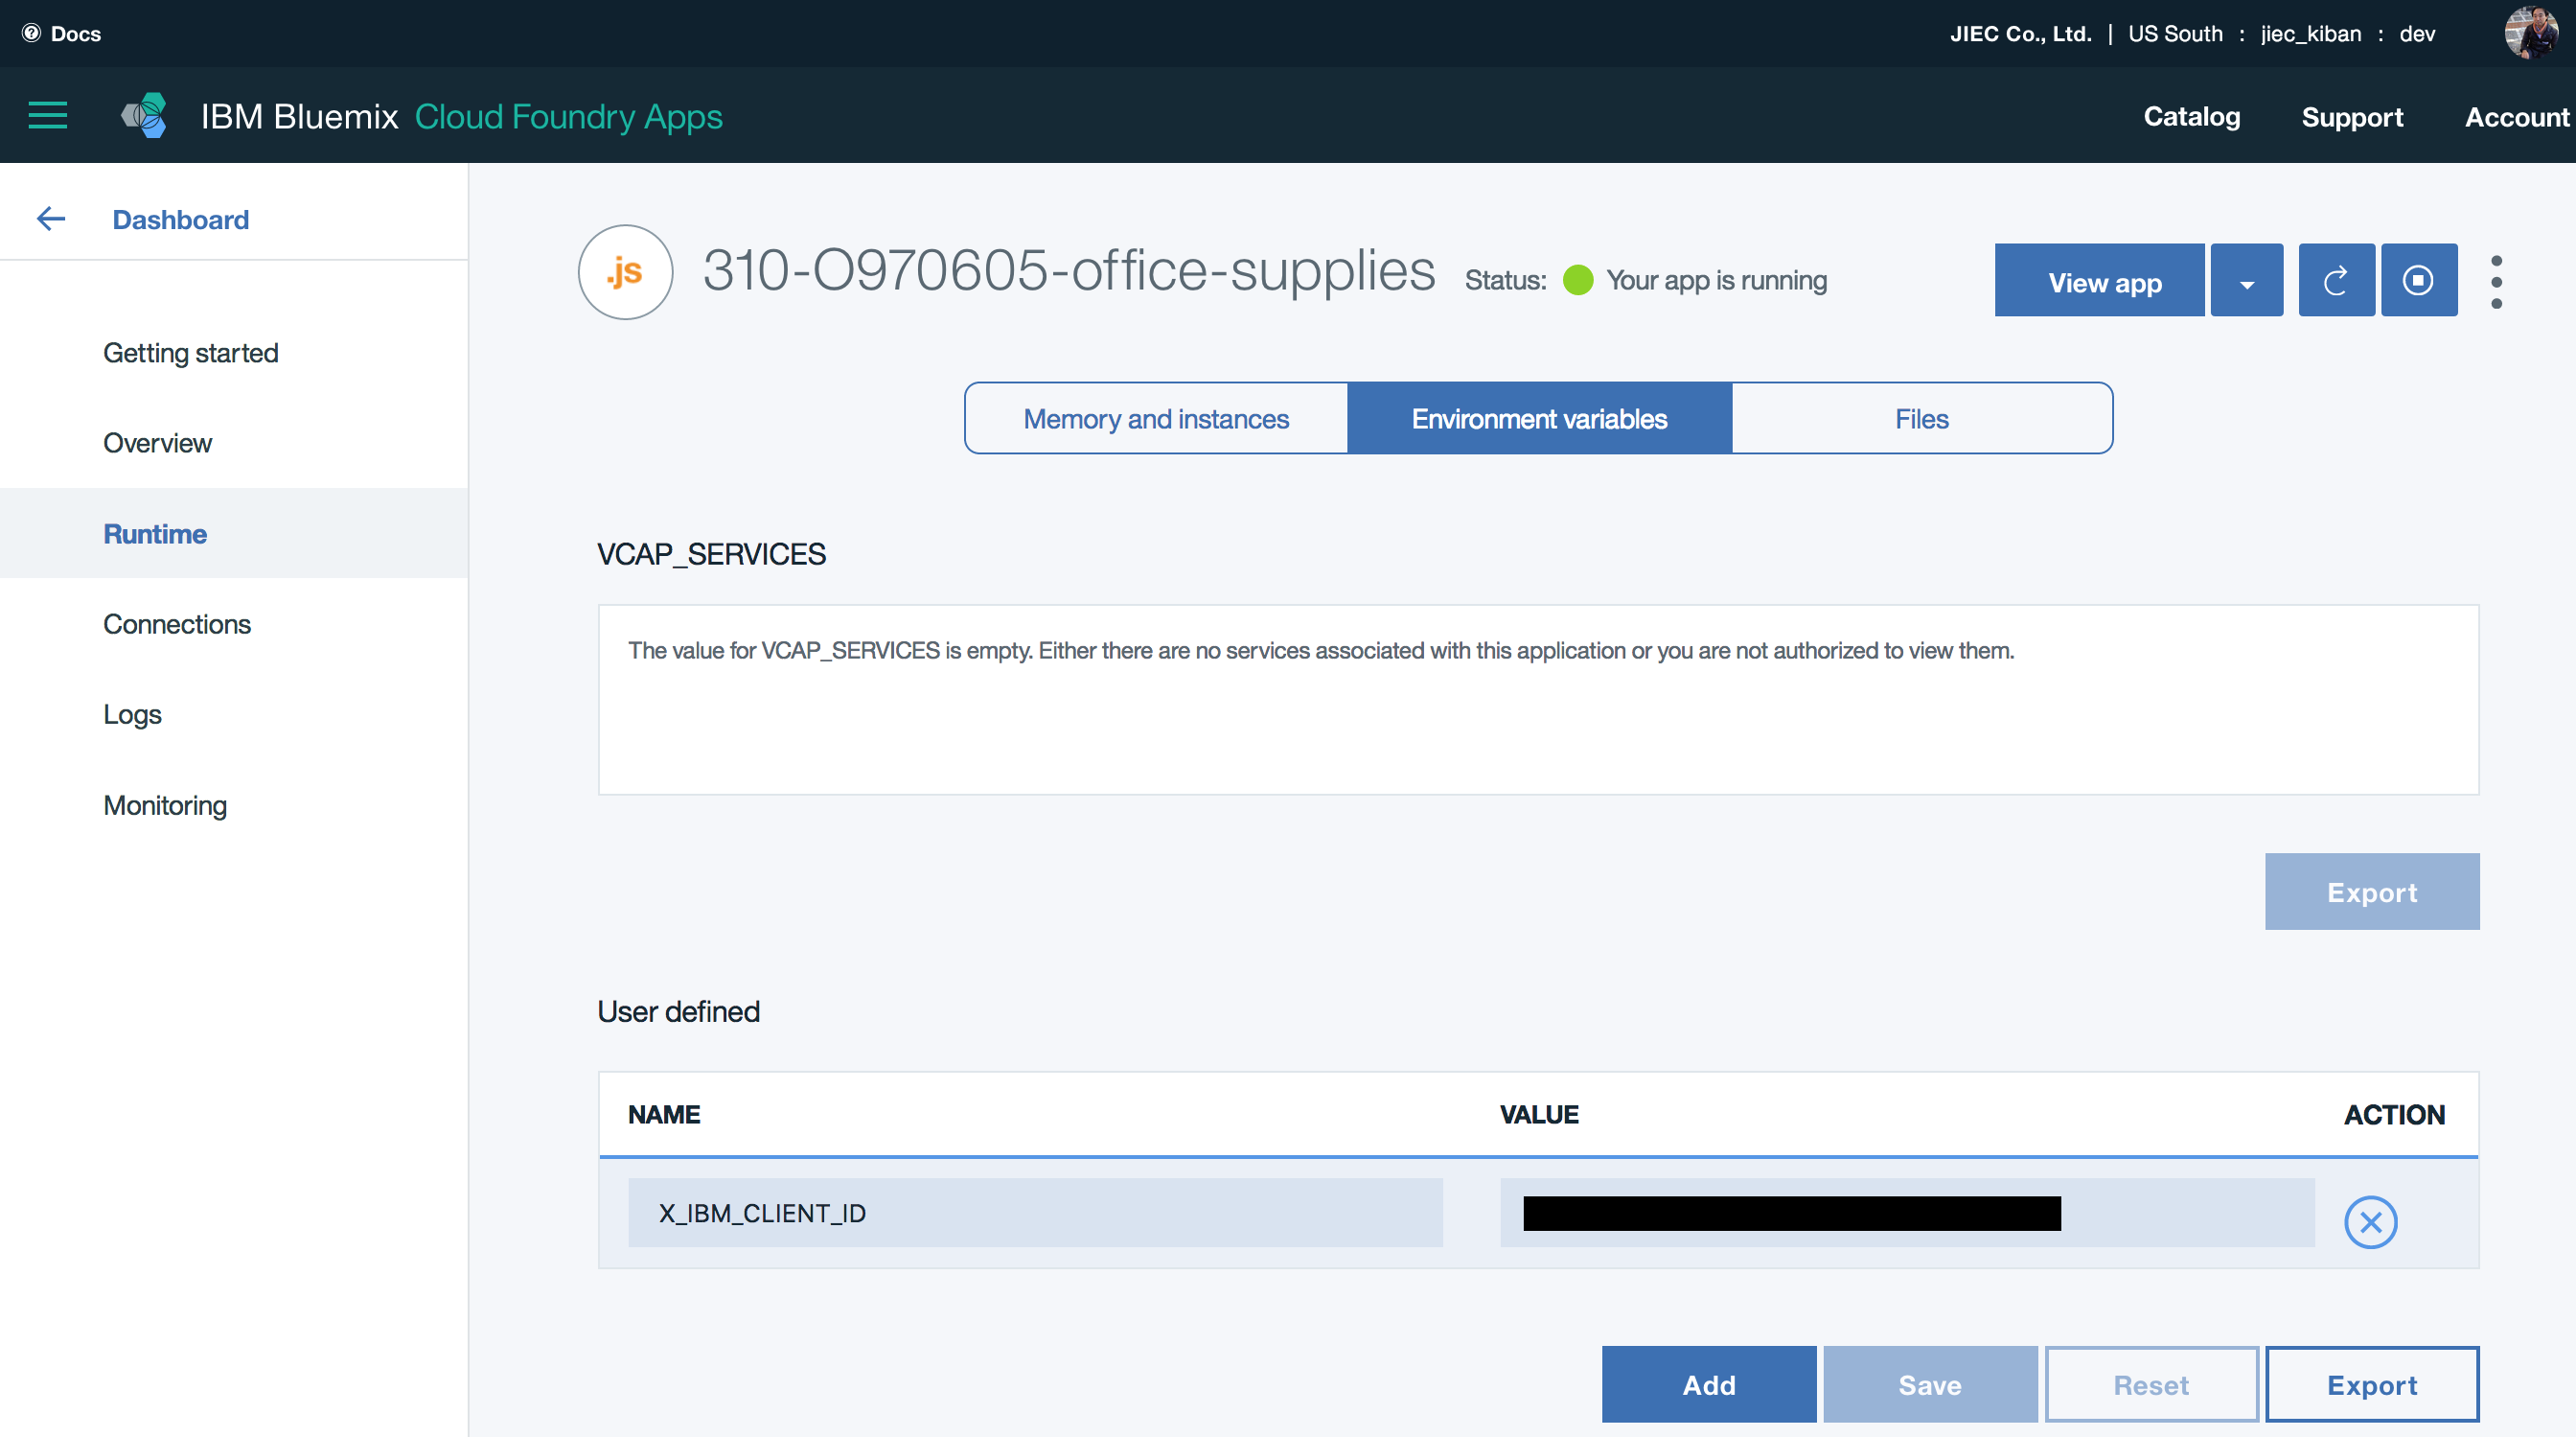 Docs
JIEC Co., Ltd. | US South : jiec_kiban : dev
IBM Bluemix Cloud Foundry Apps
Catalog Support Account
Dashboard
Getting started
Overview
Runtime
Connections
Logs
Monitoring
.js 310-O970605-office-supplies Status: Your app is running
View app
Memory and instances Environment variables Files
VCAP_SERVICES
The value for VCAP_SERVICES is empty. Either there are no services associated with this application or you are not authorized to view them.
Export
User defined
NAME VALUE ACTION
X_IBM_CLIENT_ID
Add Save Reset Export